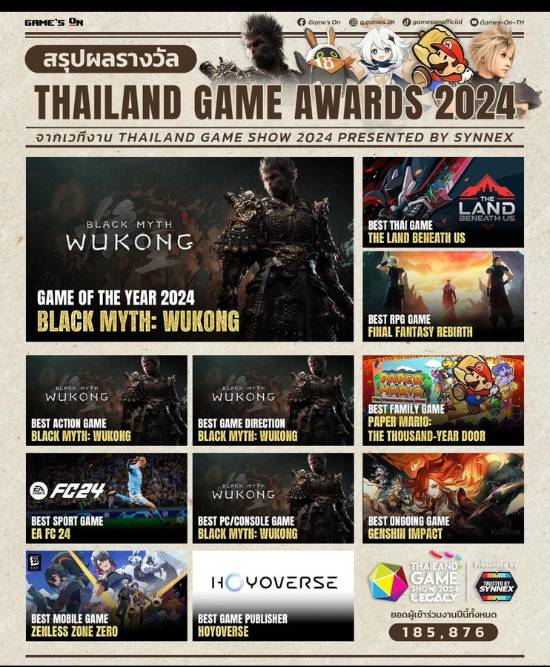 GAME'S ON
Game's On
g.games.on
gamesonofficial
Games-On-TH
สรุปผลรางวัล
THAILAND GAME AWARDS 2024
จากเวทีงาน THAILAND GAME SHOW 2024 PRESENTED BY SYNNEX
BLACK MYTH
WUKONG
GAME OF THE YEAR 2024
BLACK MYTH: WUKONG
THE
LAND
BENEATH US
BEST THAI GAME
THE LAND BENEATH US
BEST RPG GAME
FINAL FANTASY REBIRTH
BLACK MYTH
WUKONG
BEST ACTION GAME
BLACK MYTH: WUKONG
BLACK MYTH
WUKONG
BEST GAME DIRECTION
BLACK MYTH: WUKONG
PAPER
MARIO
BEST FAMILY GAME
PAPER MARIO:
THE THOUSAND-YEAR DOOR
EA SPORTS FC24
BEST SPORT GAME
EA FC 24
BLACK MYTH
WUKONG
BEST PC/CONSOLE GAME
BLACK MYTH: WUKONG
BEST ONGOING GAME
GENSHIN IMPACT
BEST MOBILE GAME
ZENLESS ZONE ZERO
HOYOVERSE
BEST GAME PUBLISHER
HOYOVERSE
THAILAND
GAME
SHOW 2024
LEGACY
Presented by
TRUSTED BY
SYNNEX
ยอดผู้เข้าร่วมงานปีนี้ทั้งหมด
185,876